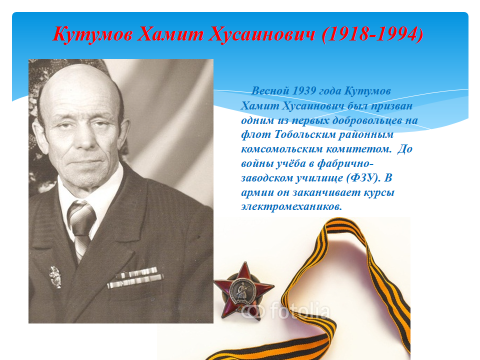 Кутумов Хамит Хусаинович (1918-1994)
Весной 1939 года Кутумов
Хамит Хусаинович был призван
одним из первых добровольцев на
флот Тобольским районным
комсомольским комитетом. До
войны учёба в фабрично-
заводском училище (ФЗУ). В
армии он заканчивает курсы
электромехаников.
fotolia